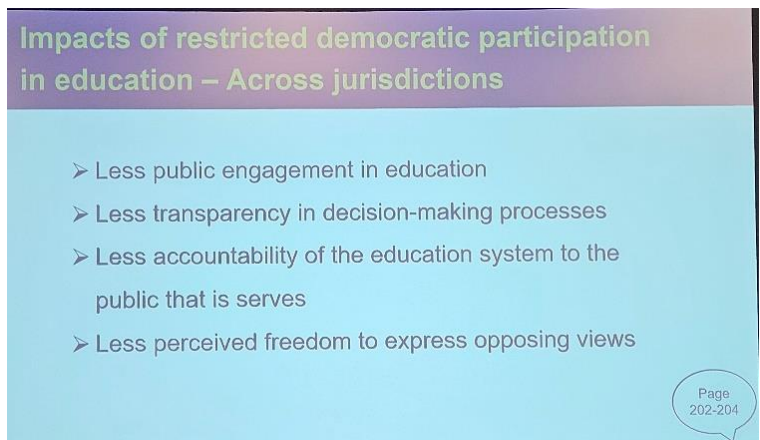 Impacts of restricted democratic participation
in education – Across jurisdictions
➢ Less public engagement in education
➢ Less transparency in decision-making processes
➢ Less accountability of the education system to the
public that is serves
➢ Less perceived freedom to express opposing views
Page
202-204